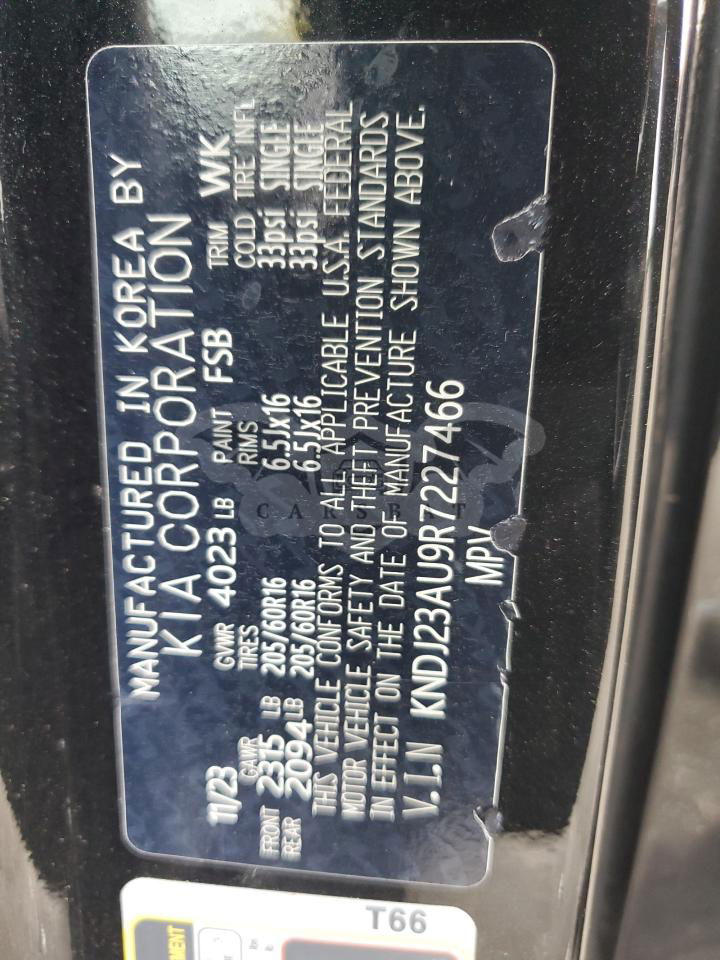 MANUFACTURED IN KOREA BY
KIA CORPORATION
11/23 GVWR 4023 LB PAINT FSB TRIM WK
GAWR TIRES RIMS COLD TIRE INFL
FRONT 2315 LB 205/60R16 6.5Jx16 33psi SINGLE
REAR 2094 LB 205/60R16 6.5Jx16 33psi SINGLE
THIS VEHICLE CONFORMS TO ALL APPLICABLE U.S.A FEDERAL
MOTOR VEHICLE SAFETY AND THEFT PREVENTION STANDARDS
IN EFFECT ON THE DATE OF MANUFACTURE SHOWN ABOVE.
V.I.N KNDJ23AU9R7227466
MPV
T66